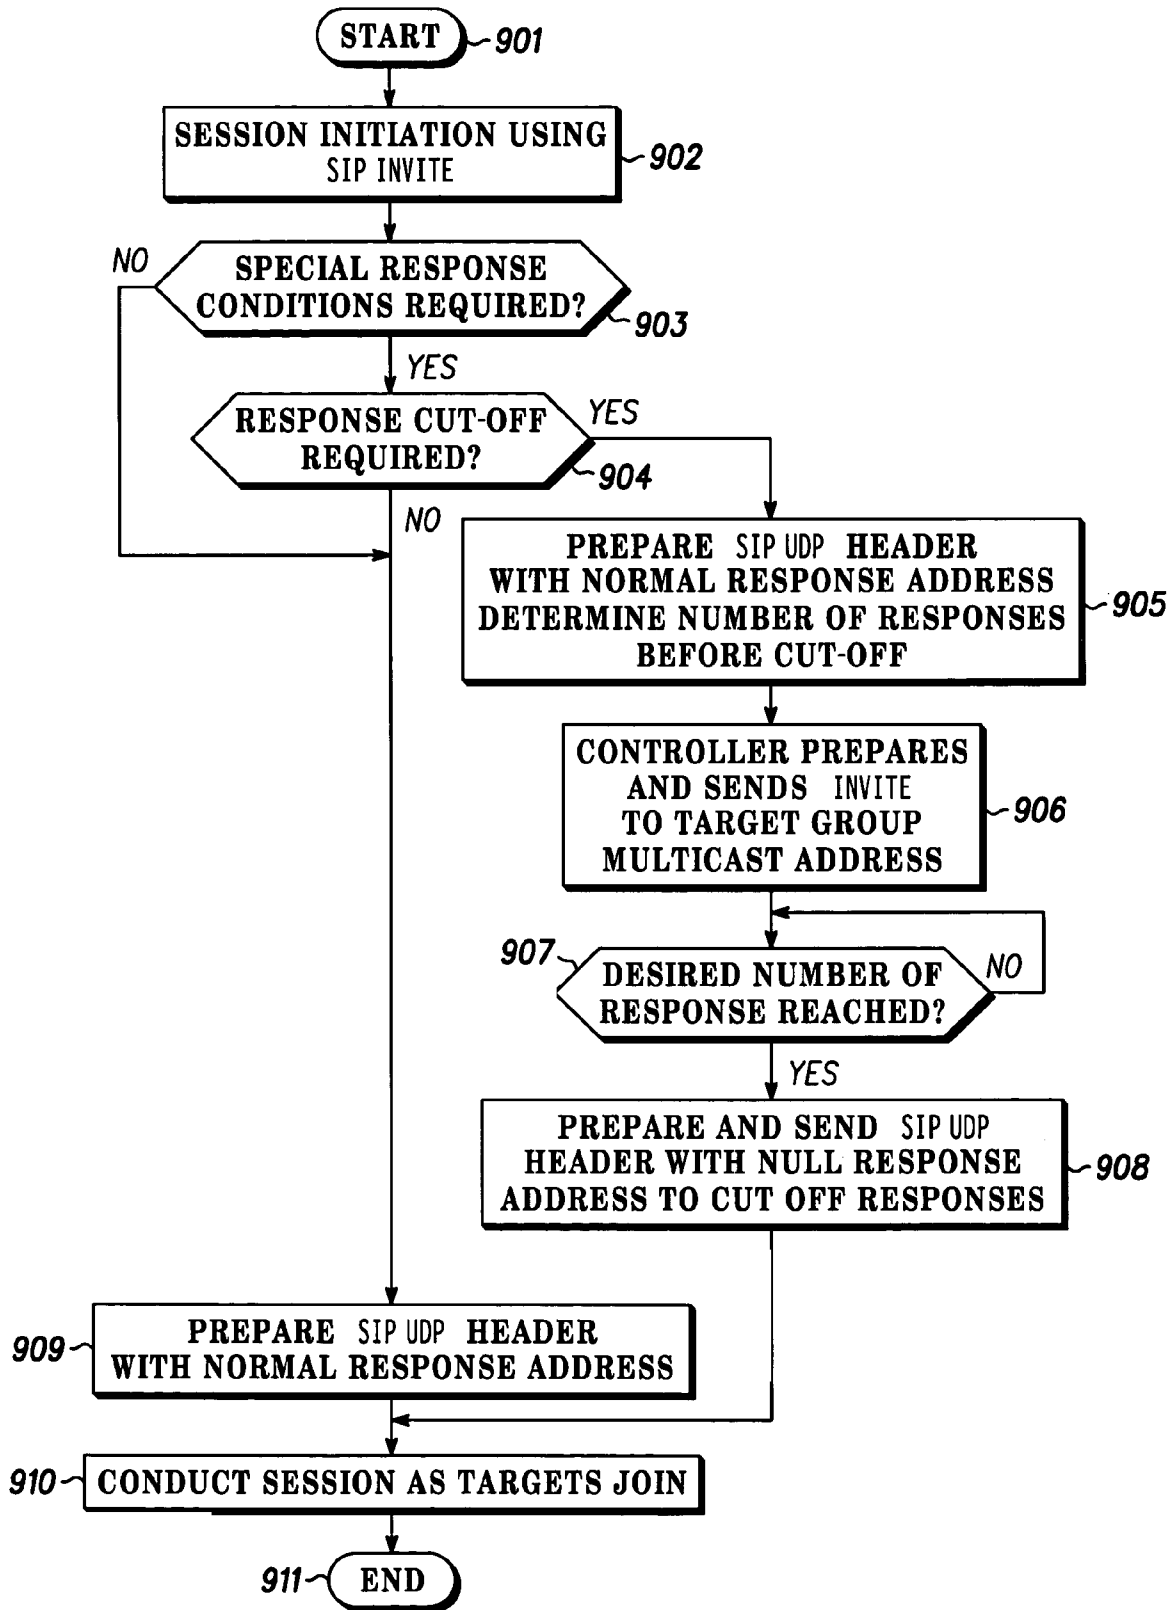 START
901
SESSION INITIATION USING
SIP INVITE
902
NO
SPECIAL RESPONSE
CONDITIONS REQUIRED?
903
YES
RESPONSE CUT-OFF
REQUIRED?
YES
904
NO
PREPARE SIP UDP HEADER
WITH NORMAL RESPONSE ADDRESS
DETERMINE NUMBER OF RESPONSES
BEFORE CUT-OFF
905
CONTROLLER PREPARES
AND SENDS INVITE
TO TARGET GROUP
MULTICAST ADDRESS
906
907
DESIRED NUMBER OF
RESPONSE REACHED?
NO
YES
PREPARE AND SEND SIP UDP
HEADER WITH NULL RESPONSE
ADDRESS TO CUT OFF RESPONSES
908
909
PREPARE SIP UDP HEADER
WITH NORMAL RESPONSE ADDRESS
910
CONDUCT SESSION AS TARGETS JOIN
911
END